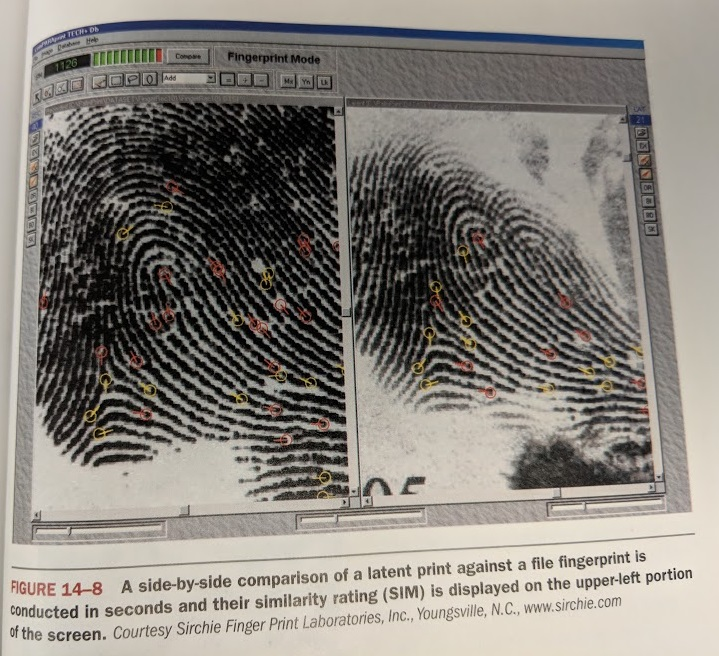 Database Help
1126
Compare
Fingerprint Mode
Add
FIGURE 14–8 A side-by-side comparison of a latent print against a file fingerprint is
conducted in seconds and their similarity rating (SIM) is displayed on the upper-left portion
of the screen. Courtesy Sirchie Finger Print Laboratories, Inc., Youngsville, N.C., www.sirchie.com